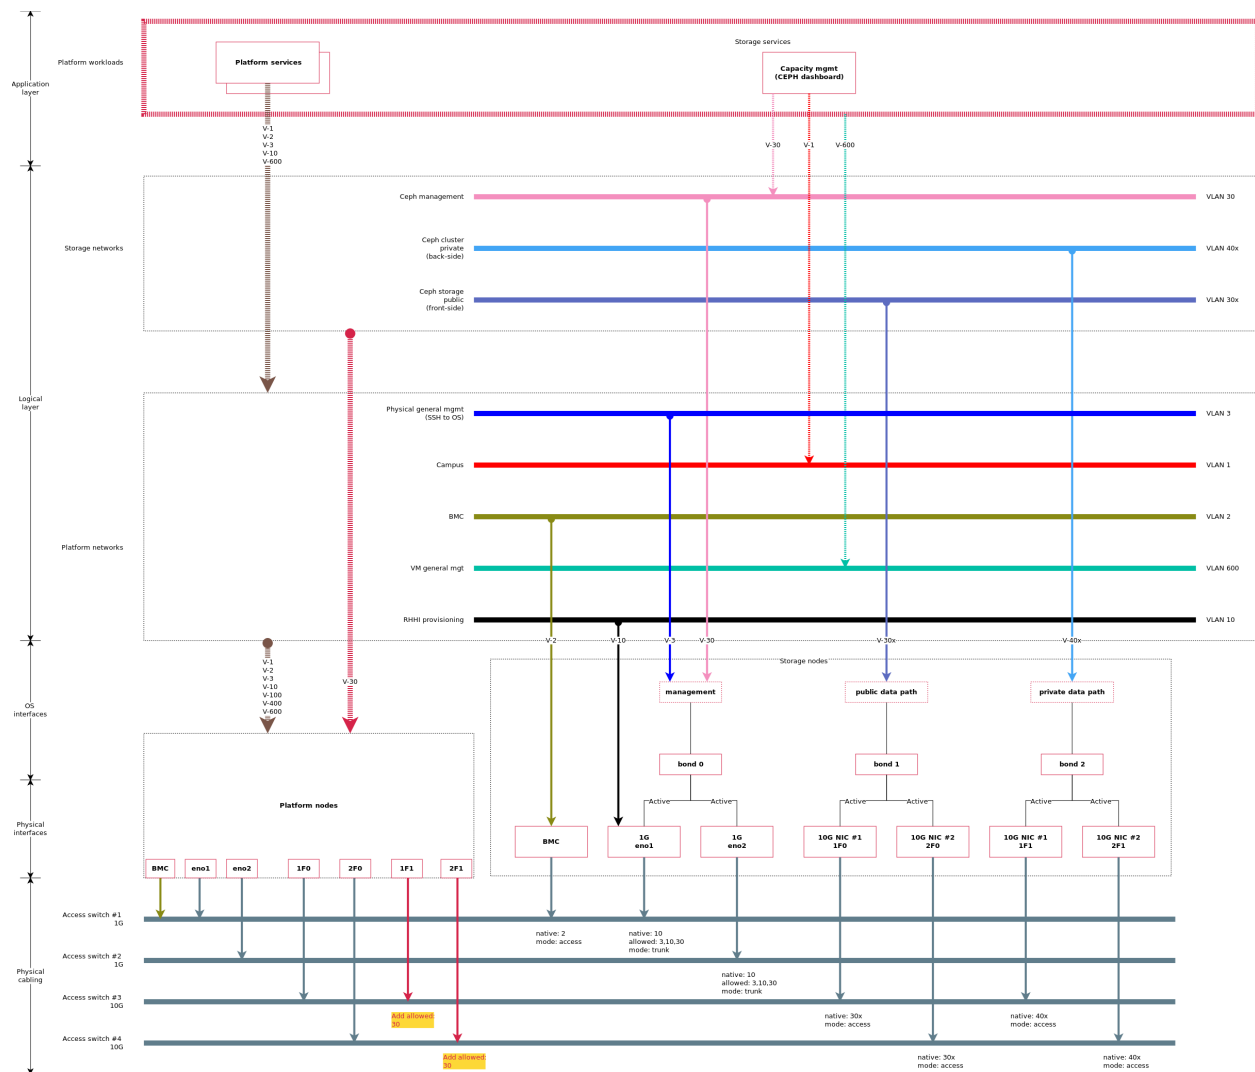 Storage services
Platform workloads
Platform services
Capacity mgmt
(CEPH dashboard)
Application
layer
V-1
V-2
V-3
V-10
V-600
V-30
V-1
V-600
Ceph management
VLAN 30
Ceph cluster
private
(back-side)
VLAN 40x
Storage networks
Ceph storage
public
(front-side)
VLAN 30x
Logical
layer
Physical general mgmt
(SSH to OS)
VLAN 3
Campus
VLAN 1
BMC
VLAN 2
Platform networks
VM general mgt
VLAN 600
RHHI provisioning
VLAN 10
V-2
V-10
V-3
V-30
V-30x
V-40x
V-1
V-2
V-3
V-10
V-100
V-400
V-600
V-30
Storage nodes
OS
interfaces
management
public data path
private data path
bond 0
bond 1
bond 2
Active
Active
Active
Active
Active
Active
Platform nodes
Physical
interfaces
BMC
1G
eno1
1G
eno2
10G NIC #1
1F0
10G NIC #2
2F0
10G NIC #1
1F1
10G NIC #2
2F1
BMC
eno1
eno2
1F0
2F0
1F1
2F1
Access switch #1
1G
native: 2
mode: access
native: 10
allowed: 3,10,30
mode: trunk
Access switch #2
1G
Physical
cabling
native: 10
allowed: 3,10,30
mode: trunk
Access switch #3
10G
Add allowed:
30
native: 30x
mode: access
native: 40x
mode: access
Access switch #4
10G
Add allowed:
30
native: 30x
mode: access
native: 40x
mode: access